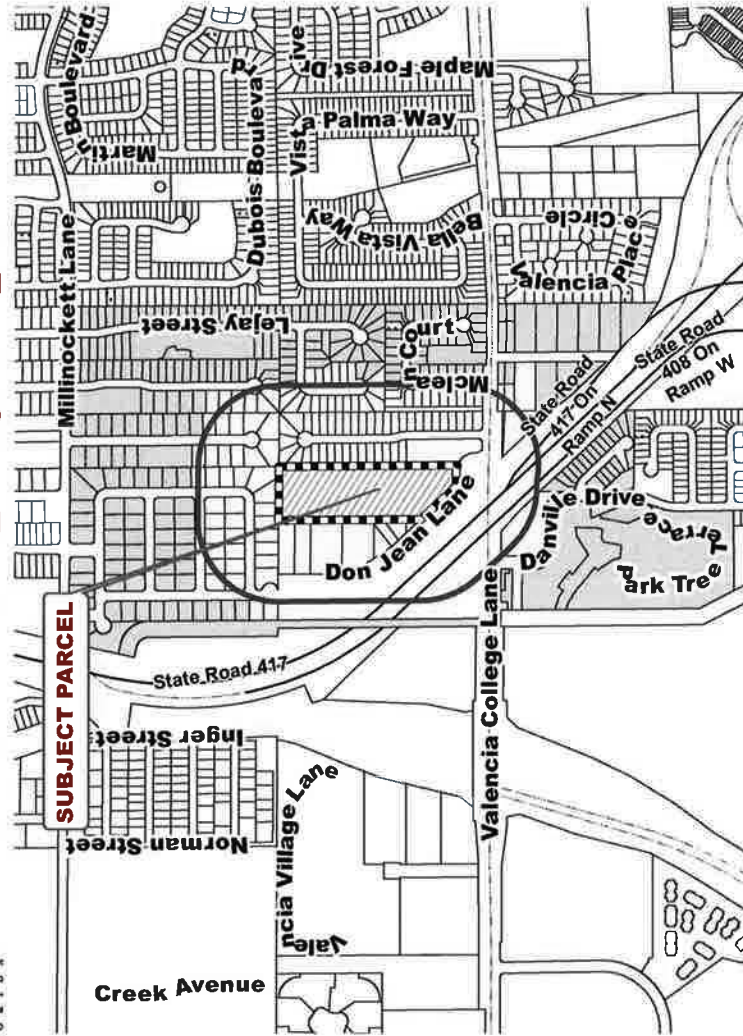 Martin Boulevard
Dubois Boulevard
Vista
rive
Maple Forest Dr
Palma Way
Millinockett Lane
Bella Vista Way
Valencia Place
Circle
Lejay Street
Mclean Court
State Road
417 On
Ramp N
State Road
408 On
Ramp W
Don Jean Lane
Danville Drive
Park Tree Terrace
SUBJECT PARCEL
State Road 417
Valencia College Lane
Inger Street
Norman Street
Valencia Village Lane
Creek Avenue